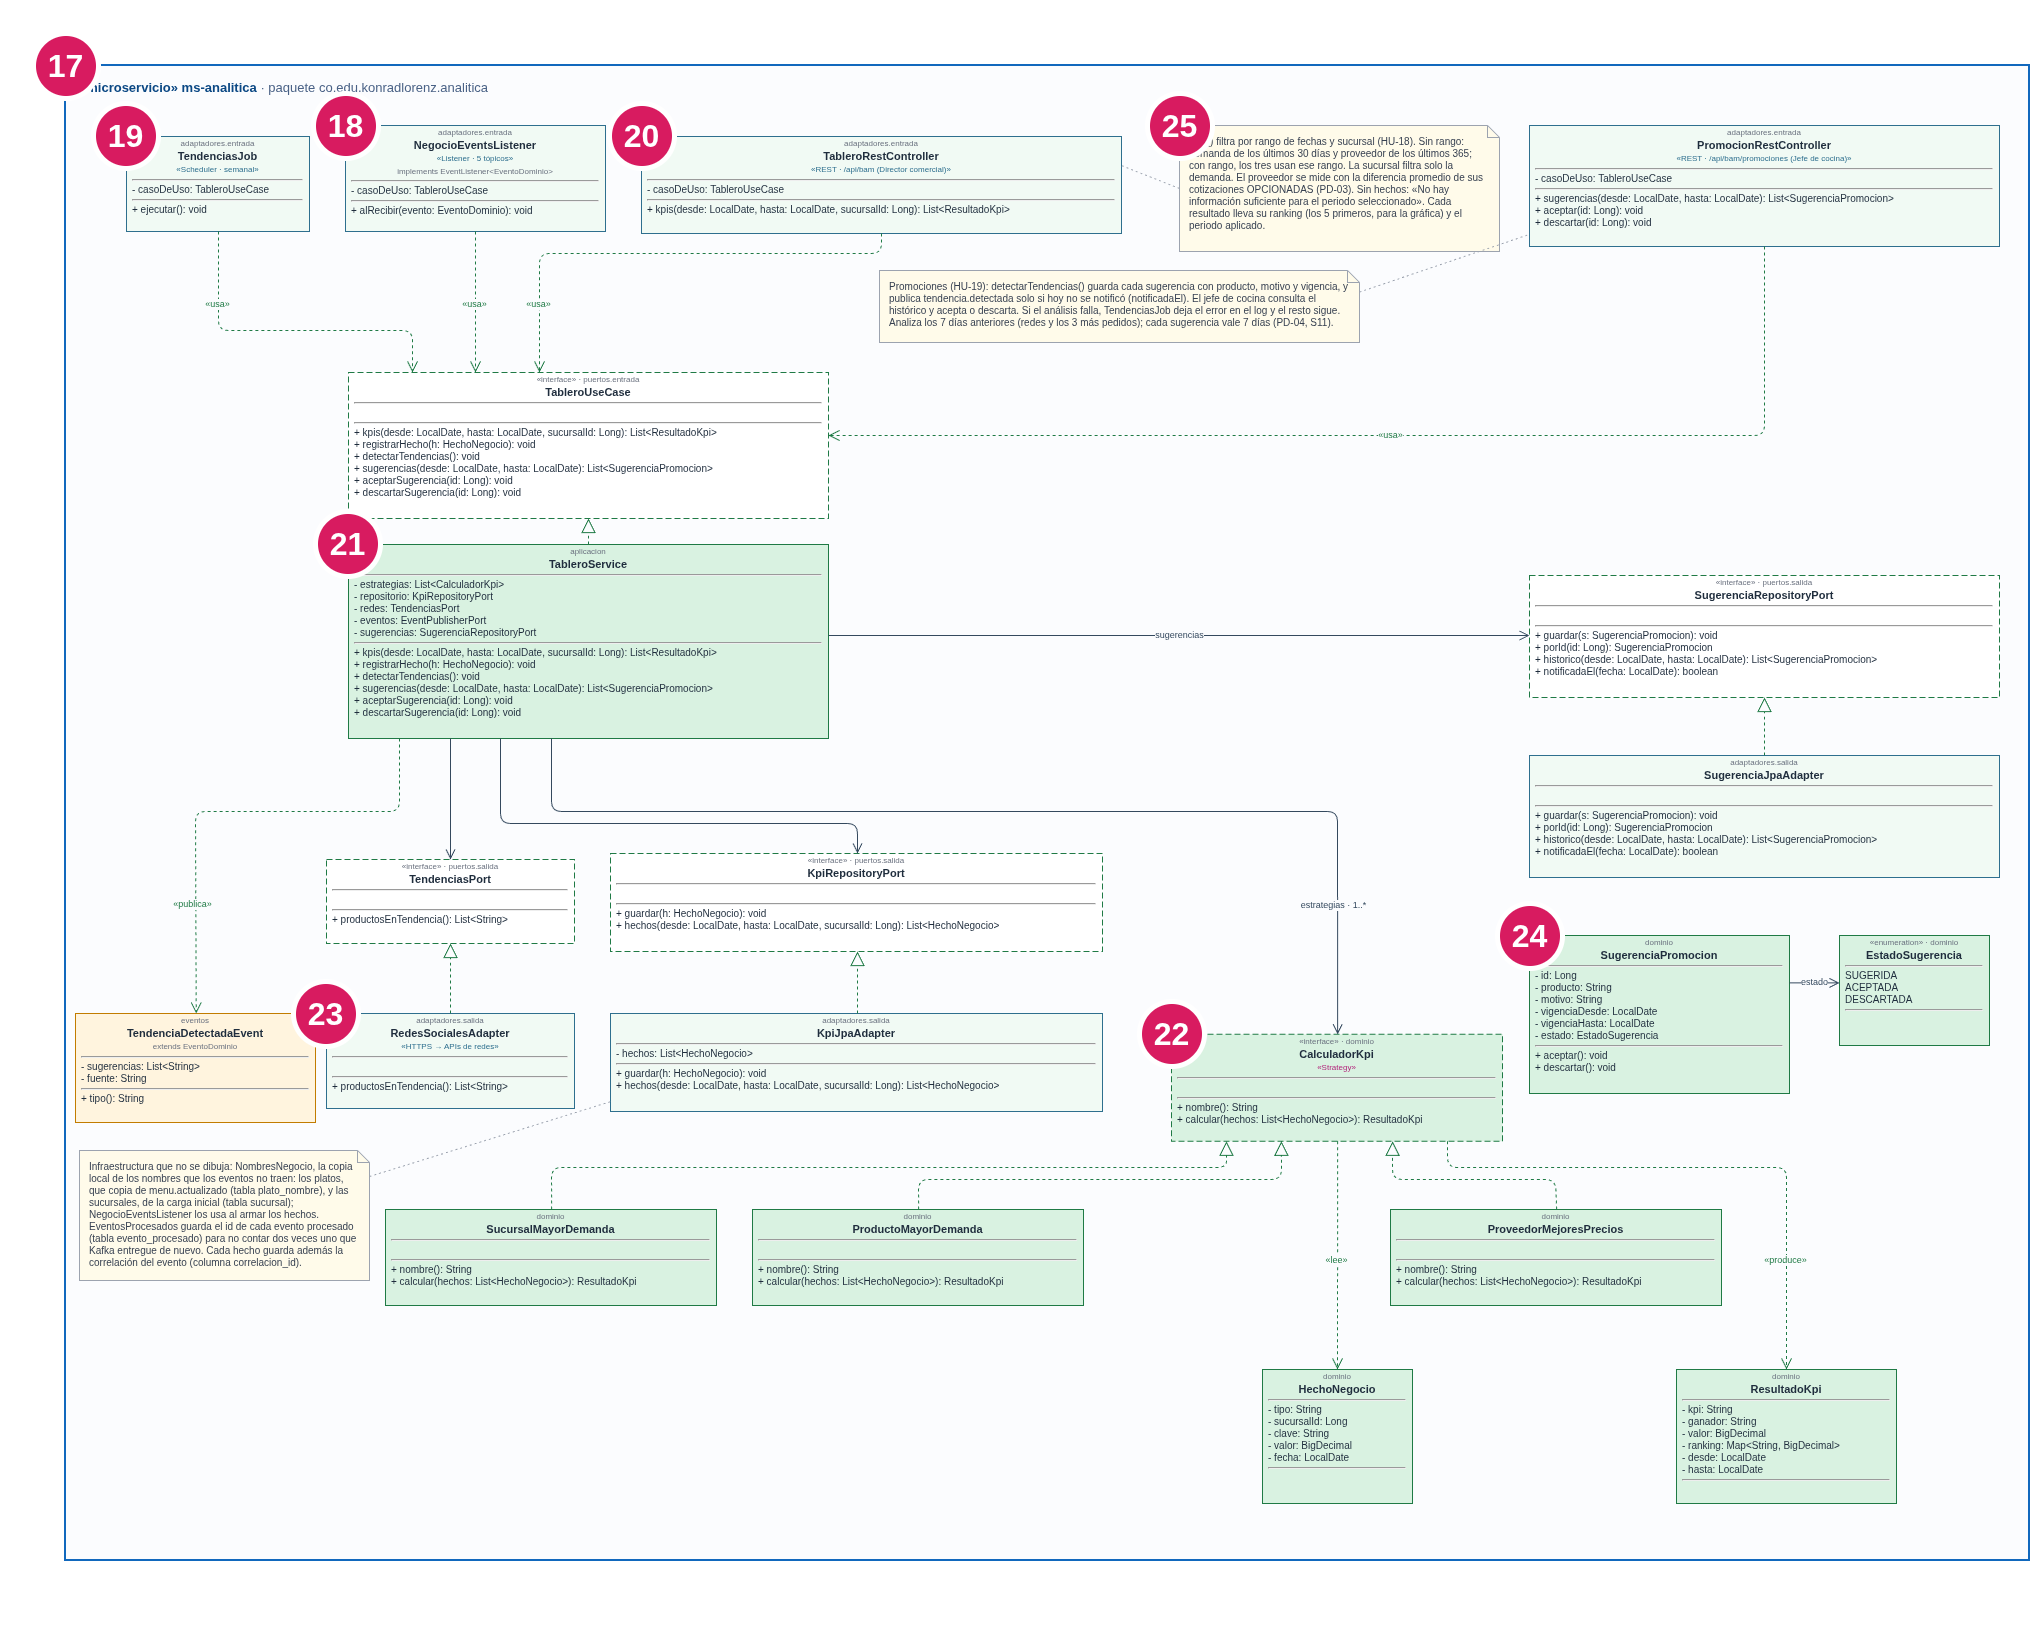 17
microservicio» ms-analitica · paquete co.edu.konradlorenz.analitica
19
adaptadores.entrada
TendenciasJob
«Scheduler · semanal»
- casoDeUso: TableroUseCase
+ ejecutar(): void
18
adaptadores.entrada
NegocioEventsListener
«Listener · 5 tópicos»
implements EventListener<EventoDominio>
- casoDeUso: TableroUseCase
+ alRecibir(evento: EventoDominio): void
20
adaptadores.entrada
TableroRestController
«REST · /api/bam (Director comercial)»
- casoDeUso: TableroUseCase
+ kpis(desde: LocalDate, hasta: LocalDate, sucursalId: Long): List<ResultadoKpi>
25
filtra por rango de fechas y sucursal (HU-18). Sin rango:
demanda de los últimos 30 días y proveedor de los últimos 365;
con rango, los tres usan ese rango. La sucursal filtra solo la
demanda. El proveedor se mide con la diferencia promedio de sus
cotizaciones OPCIONADAS (PD-03). Sin hechos: «No hay
información suficiente para el periodo seleccionado». Cada
resultado lleva su ranking (los 5 primeros, para la gráfica) y el
periodo aplicado.
adaptadores.entrada
PromocionRestController
«REST · /api/bam/promociones (Jefe de cocina)»
- casoDeUso: TableroUseCase
+ sugerencias(desde: LocalDate, hasta: LocalDate): List<SugerenciaPromocion>
+ aceptar(id: Long): void
+ descartar(id: Long): void
Promociones (HU-19): detectarTendencias() guarda cada sugerencia con producto, motivo y vigencia, y
publica tendencia.detectada solo si hoy no se notificó (notificadaEl). El jefe de cocina consulta el
histórico y acepta o descarta. Si el análisis falla, TendenciasJob deja el error en el log y el resto sigue.
Analiza los 7 días anteriores (redes y los 3 más pedidos); cada sugerencia vale 7 días (PD-04, S11).
«usa»
«usa»
«usa»
«usa»
«interface» · puertos.entrada
TableroUseCase
+ kpis(desde: LocalDate, hasta: LocalDate, sucursalId: Long): List<ResultadoKpi>
+ registrarHecho(h: HechoNegocio): void
+ detectarTendencias(): void
+ sugerencias(desde: LocalDate, hasta: LocalDate): List<SugerenciaPromocion>
+ aceptarSugerencia(id: Long): void
+ descartarSugerencia(id: Long): void
21
aplicacion
TableroService
- estrategias: List<CalculadorKpi>
- repositorio: KpiRepositoryPort
- redes: TendenciasPort
- eventos: EventPublisherPort
- sugerencias: SugerenciaRepositoryPort
+ kpis(desde: LocalDate, hasta: LocalDate, sucursalId: Long): List<ResultadoKpi>
+ registrarHecho(h: HechoNegocio): void
+ detectarTendencias(): void
+ sugerencias(desde: LocalDate, hasta: LocalDate): List<SugerenciaPromocion>
+ aceptarSugerencia(id: Long): void
+ descartarSugerencia(id: Long): void
sugerencias
«interface» · puertos.salida
SugerenciaRepositoryPort
+ guardar(s: SugerenciaPromocion): void
+ porId(id: Long): SugerenciaPromocion
+ historico(desde: LocalDate, hasta: LocalDate): List<SugerenciaPromocion>
+ notificadaEl(fecha: LocalDate): boolean
adaptadores.salida
SugerenciaJpaAdapter
+ guardar(s: SugerenciaPromocion): void
+ porId(id: Long): SugerenciaPromocion
+ historico(desde: LocalDate, hasta: LocalDate): List<SugerenciaPromocion>
+ notificadaEl(fecha: LocalDate): boolean
«publica»
«interface» · puertos.salida
TendenciasPort
+ productosEnTendencia(): List<String>
«interface» · puertos.salida
KpiRepositoryPort
+ guardar(h: HechoNegocio): void
+ hechos(desde: LocalDate, hasta: LocalDate, sucursalId: Long): List<HechoNegocio>
estrategias · 1..*
24
dominio
SugerenciaPromocion
- id: Long
- producto: String
- motivo: String
- vigenciaDesde: LocalDate
- vigenciaHasta: LocalDate
- estado: EstadoSugerencia
+ aceptar(): void
+ descartar(): void
estado
«enumeration» · dominio
EstadoSugerencia
SUGERIDA
ACEPTADA
DESCARTADA
eventos
TendenciaDetectadaEvent
extends EventoDominio
- sugerencias: List<String>
- fuente: String
+ tipo(): String
23
adaptadores.salida
RedesSocialesAdapter
«HTTPS → APIs de redes»
+ productosEnTendencia(): List<String>
adaptadores.salida
KpiJpaAdapter
- hechos: List<HechoNegocio>
+ guardar(h: HechoNegocio): void
+ hechos(desde: LocalDate, hasta: LocalDate, sucursalId: Long): List<HechoNegocio>
22
«interface» · dominio
CalculadorKpi
«Strategy»
+ nombre(): String
+ calcular(hechos: List<HechoNegocio>): ResultadoKpi
Infraestructura que no se dibuja: NombresNegocio, la copia
local de los nombres que los eventos no traen: los platos,
que copia de menu.actualizado (tabla plato_nombre), y las
sucursales, de la carga inicial (tabla sucursal);
NegocioEventsListener los usa al armar los hechos.
EventosProcesados guarda el id de cada evento procesado
(tabla evento_procesado) para no contar dos veces uno que
Kafka entregue de nuevo. Cada hecho guarda además la
correlación del evento (columna correlacion_id).
dominio
SucursalMayorDemanda
+ nombre(): String
+ calcular(hechos: List<HechoNegocio>): ResultadoKpi
dominio
ProductoMayorDemanda
+ nombre(): String
+ calcular(hechos: List<HechoNegocio>): ResultadoKpi
«lee»
dominio
ProveedorMejoresPrecios
+ nombre(): String
+ calcular(hechos: List<HechoNegocio>): ResultadoKpi
«produce»
dominio
HechoNegocio
- tipo: String
- sucursalId: Long
- clave: String
- valor: BigDecimal
- fecha: LocalDate
dominio
ResultadoKpi
- kpi: String
- ganador: String
- valor: BigDecimal
- ranking: Map<String, BigDecimal>
- desde: LocalDate
- hasta: LocalDate